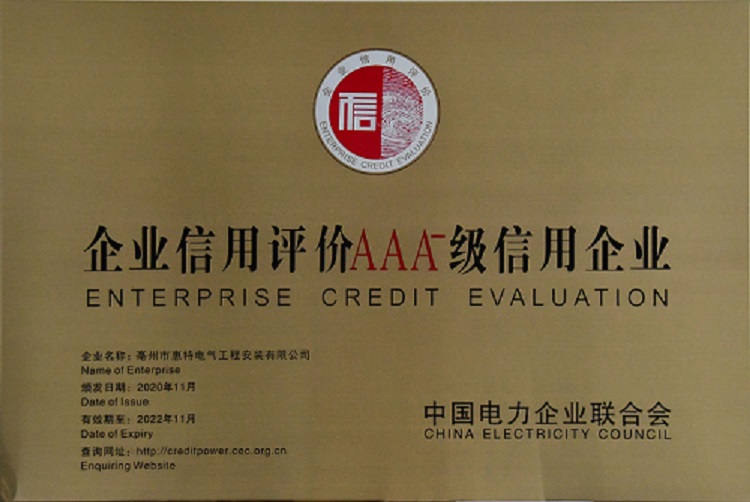 企业信用评价
信
ENTERPRISE CREDIT EVALUATION
企业信用评价AAA-级信用企业
ENTERPRISE CREDIT EVALUATION
企业名称：亳州市惠特电气工程安装有限公司
Name of Enterprise
颁发日期：2020年11月
Date of Issue
有效期至：2022年11月
Date of Expiry
查询网址：http://creditpower.cec.org.cn
Enquiring Website
中国电力企业联合会
CHINA ELECTRICITY COUNCIL